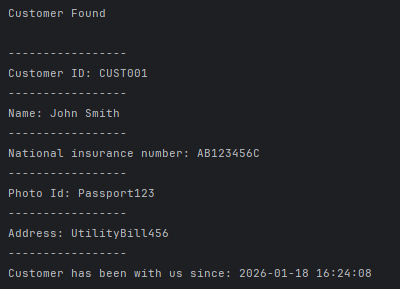 Customer Found
-----------------
Customer ID: CUST001
-----------------
Name: John Smith
-----------------
National insurance number: AB123456C
-----------------
Photo Id: Passport123
-----------------
Address: UtilityBill456
-----------------
Customer has been with us since: 2026-01-18 16:24:08